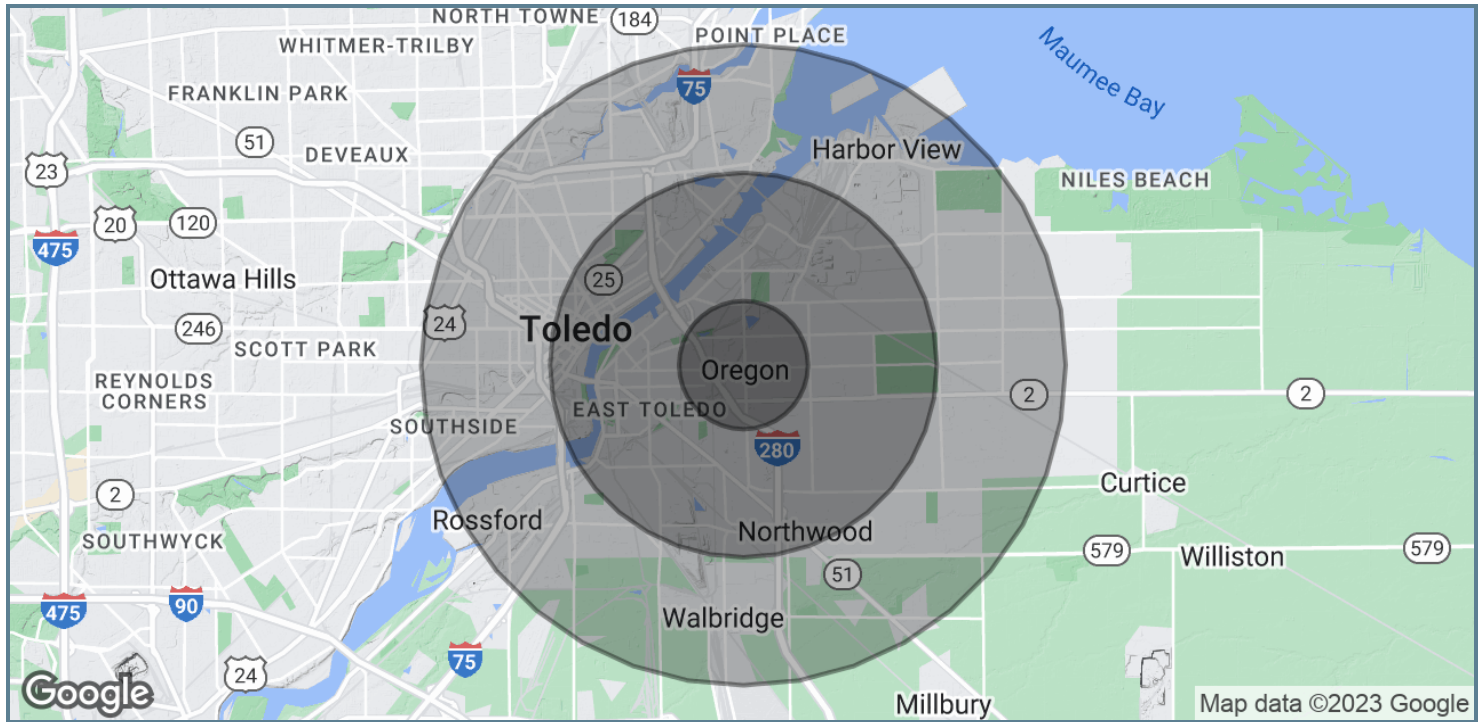 NORTH TOWNE
184
POINT PLACE
WHITMER-TRILBY
Maumee Bay
75
FRANKLIN PARK
51
DEVEAUX
Harbor View
23
NILES BEACH
20
120
475
Ottawa Hills
25
24
Toledo
246
SCOTT PARK
Oregon
REYNOLDS
CORNERS
2
2
EAST TOLEDO
SOUTHSIDE
280
Curtice
2
Rossford
Northwood
SOUTHWYCK
579
579
Williston
51
475
90
Walbridge
75
24
Google
Millbury
Map data ©2023 Google